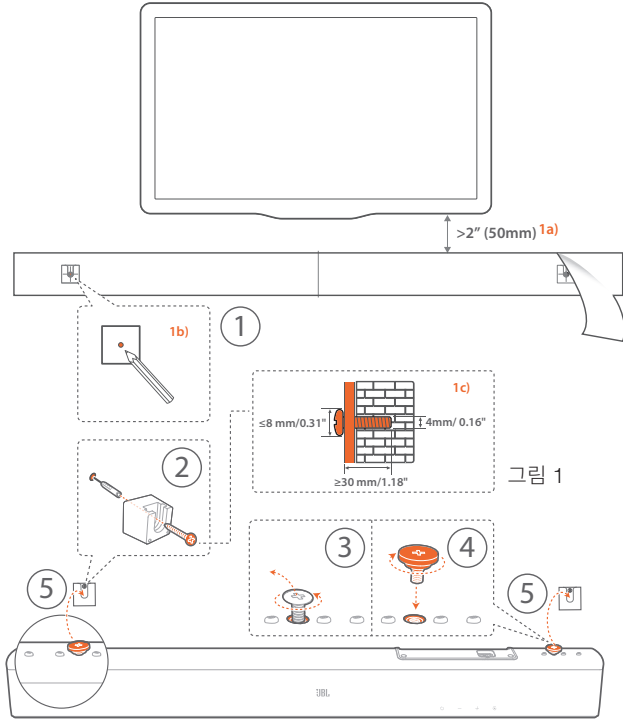 >2” (50mm) 1a)
1b)
1
1c)
≤8 mm/0.31"
4mm/ 0.16"
≥30 mm/1.18"
2
그림 1
3
4
5
5
JBL